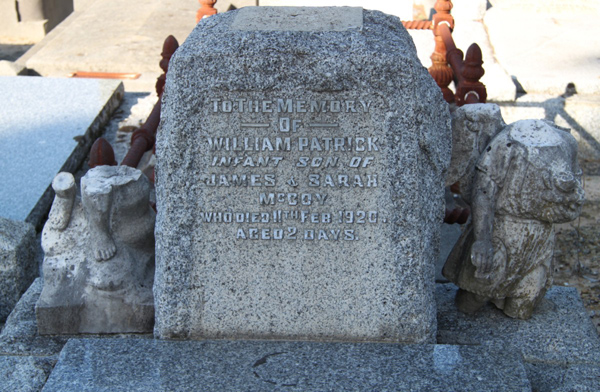 TO THE MEMORY
OF
WILLIAM PATRICK
INFANT SON OF
JAMES & SARAH
McCOY
WHO DIED 11TH FEB. 1920.
AGED 2 DAYS.